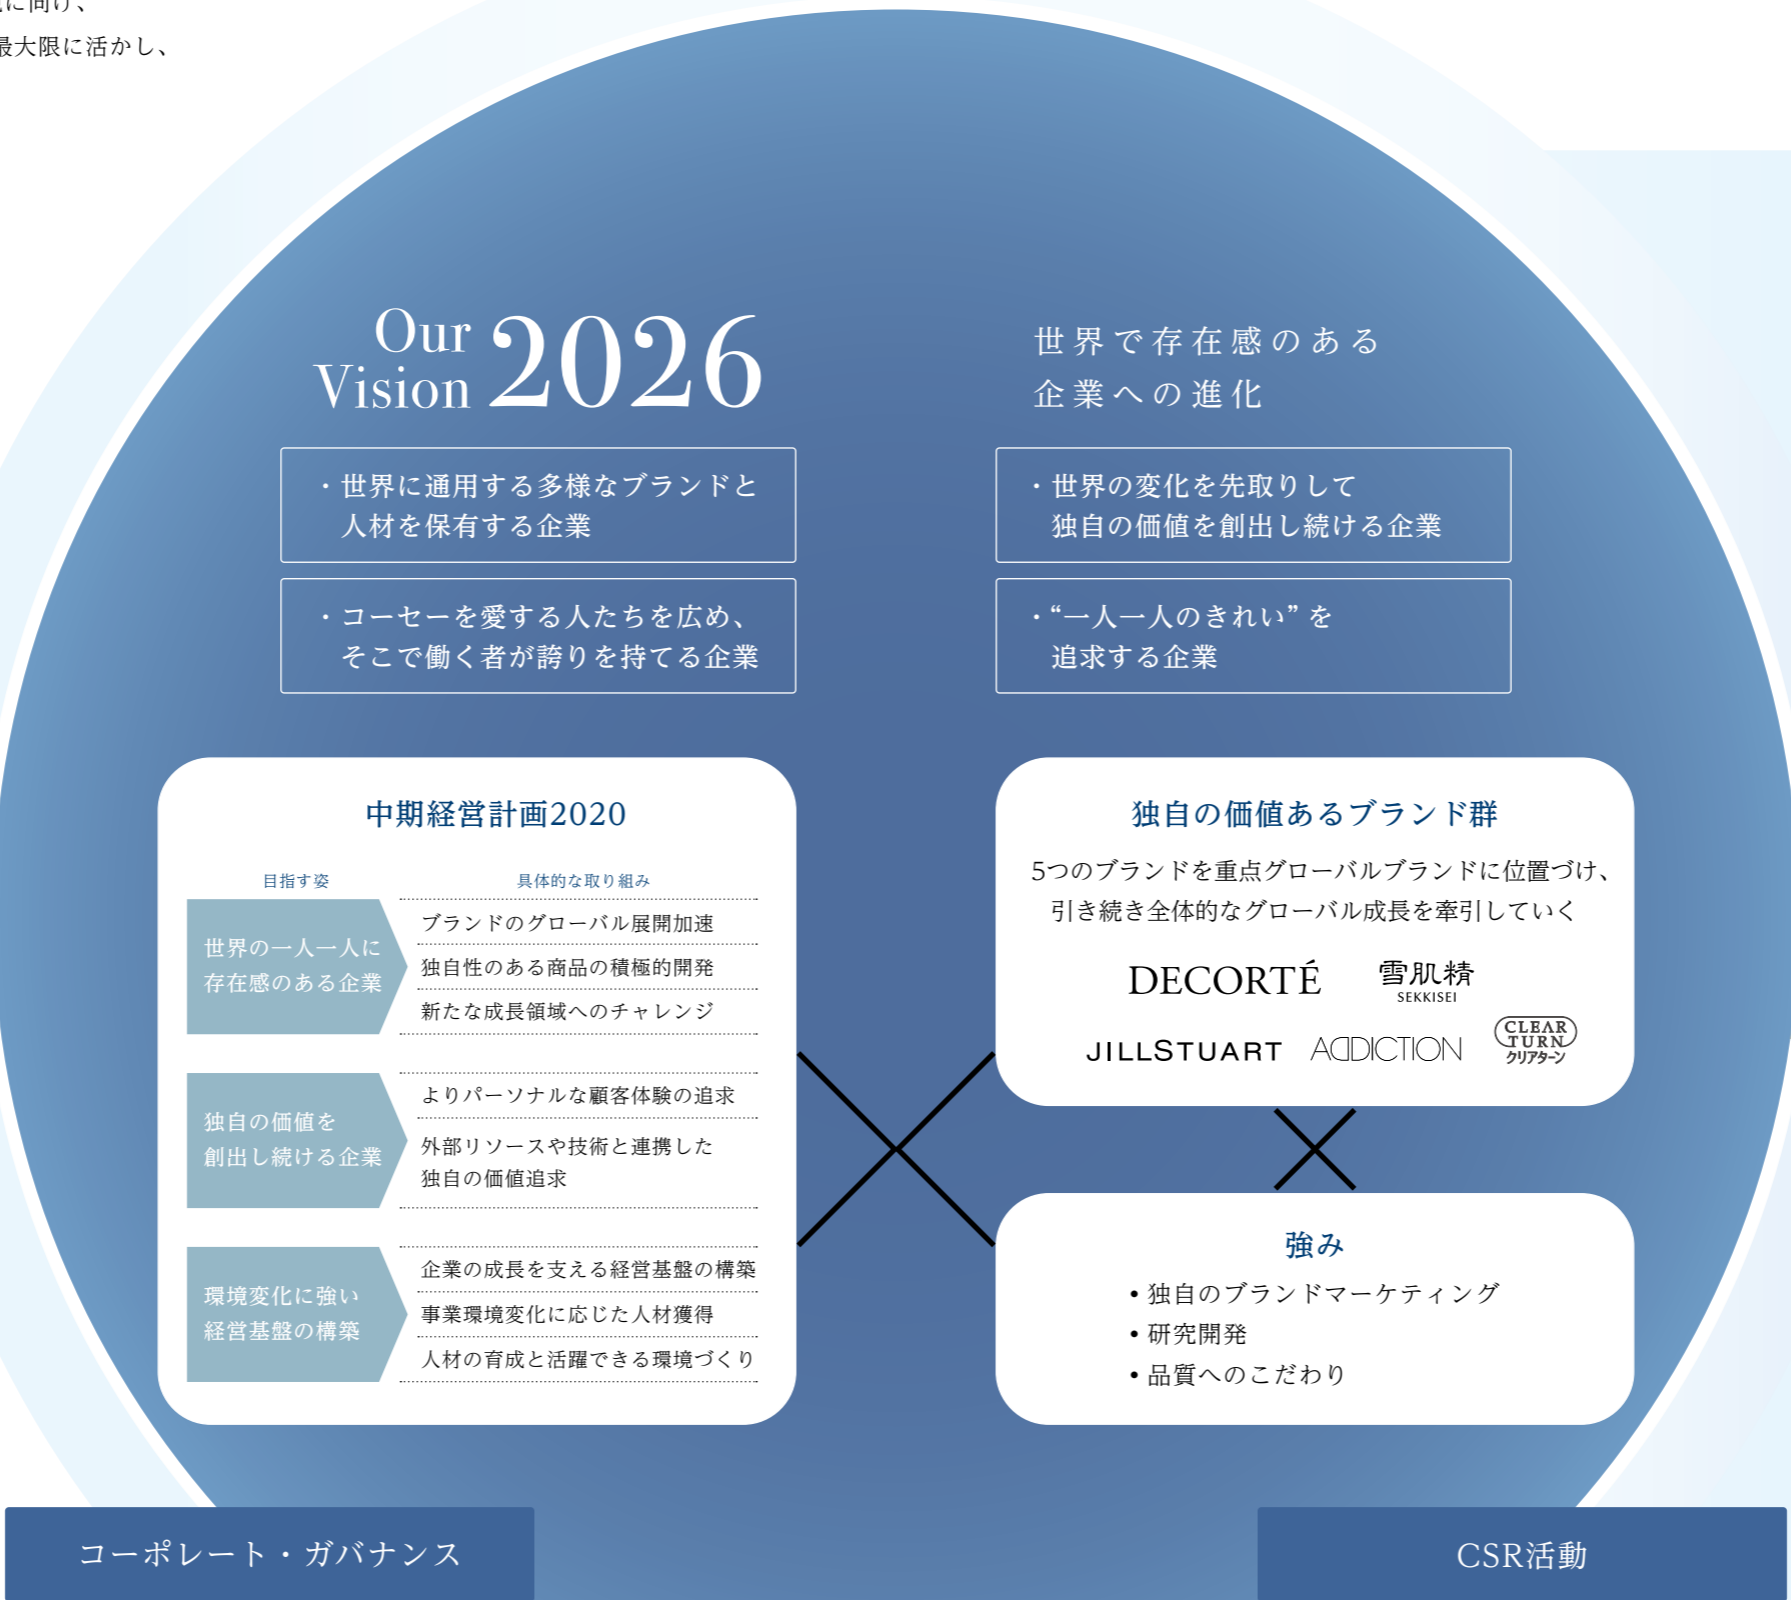 に向け、
最大限に活かし、
Our
Vision 2026
世界で存在感のある
企業への進化
・世界に通用する多様なブランドと
人材を保有する企業
・世界の変化を先取りして
独自の価値を創出し続ける企業
・コーセーを愛する人たちを広め、
そこで働く者が誇りを持てる企業
・“一人一人のきれい”を
追求する企業
中期経営計画2020
目指す姿
具体的な取り組み
世界の一人一人に
存在感のある企業
ブランドのグローバル展開加速
独自性のある商品の積極的開発
新たな成長領域へのチャレンジ
独自の価値を
創出し続ける企業
よりパーソナルな顧客体験の追求
外部リソースや技術と連携した
独自の価値追求
環境変化に強い
経営基盤の構築
企業の成長を支える経営基盤の構築
事業環境変化に応じた人材獲得
人材の育成と活躍できる環境づくり
独自の価値あるブランド群
5つのブランドを重点グローバルブランドに位置づけ、
引き続き全体的なグローバル成長を牽引していく
DECORTÉ
雪肌精
SEKKISEI
JILLSTUART
ADDICTION
CLEAR
TURN
クリアターン
強み
• 独自のブランドマーケティング
• 研究開発
• 品質へのこだわり
コーポレート・ガバナンス
CSR活動